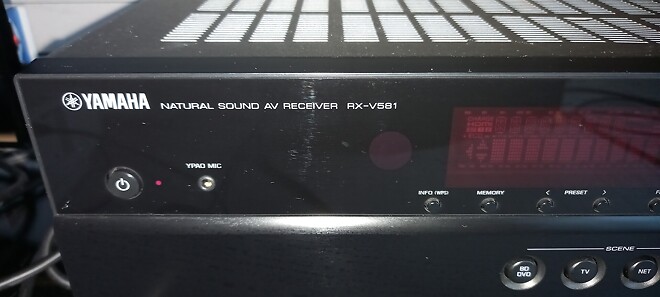 YAMAHA NATURAL SOUND AV RECEIVER RX-V581
YPAO MIC
INFO (WPS) MEMORY < PRESET >
SCENE
BD DVD TV NET